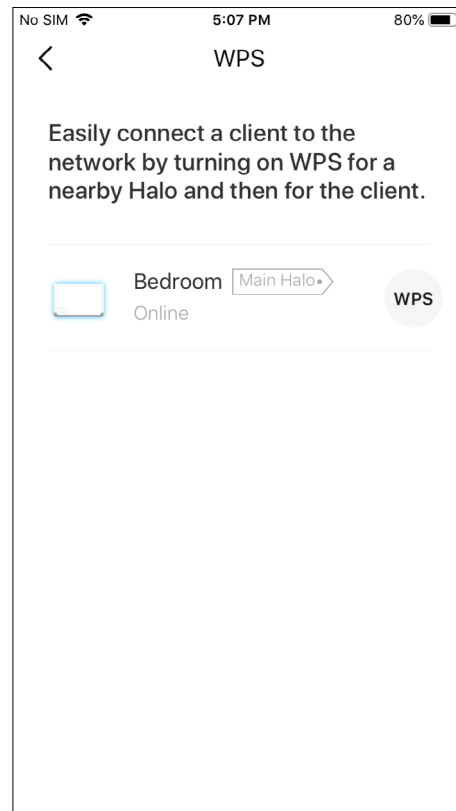 No SIM 5:07 PM 80%
WPS
Easily connect a client to the
network by turning on WPS for a
nearby Halo and then for the client.
Bedroom Main Halo
Online
WPS